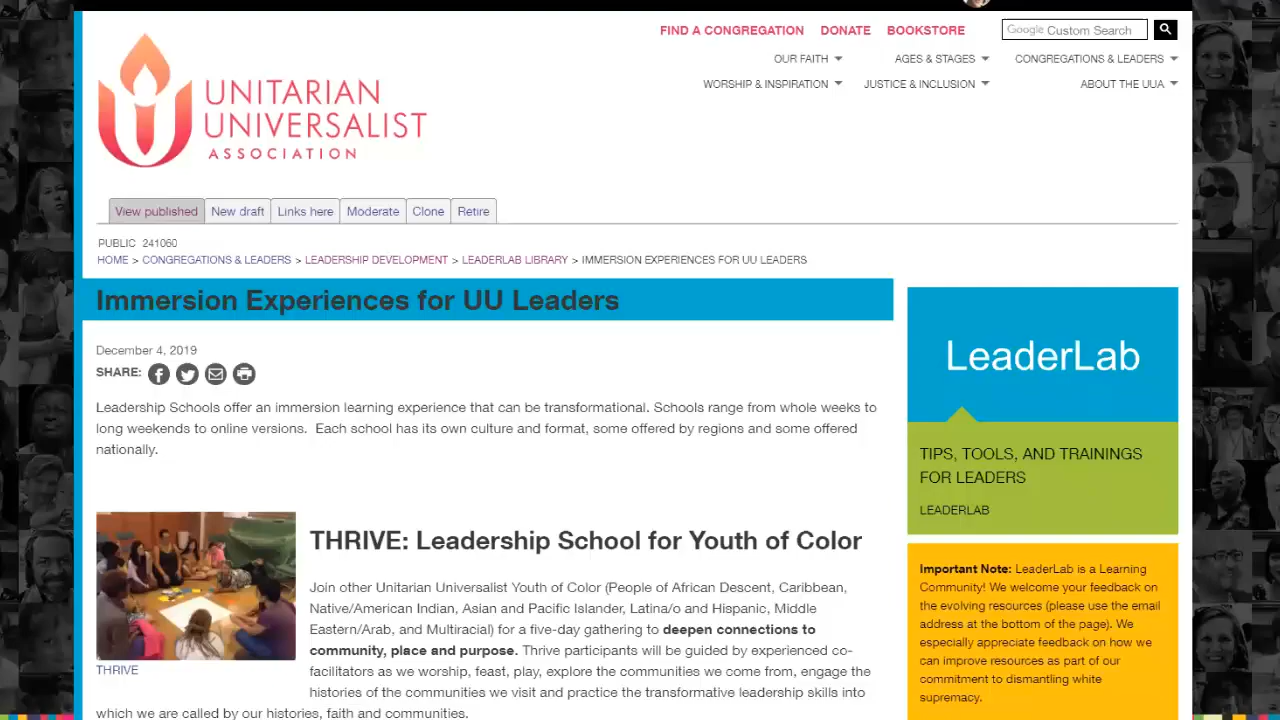 FIND A CONGREGATION DONATE BOOKSTORE Google Custom Search
OUR FAITH AGES & STAGES CONGREGATIONS & LEADERS
WORSHIP & INSPIRATION JUSTICE & INCLUSION ABOUT THE UUA
UNITARIAN
UNIVERSALIST
ASSOCIATION
View published New draft Links here Moderate Clone Retire
PUBLIC 241060
HOME > CONGREGATIONS & LEADERS > LEADERSHIP DEVELOPMENT > LEADERLAB LIBRARY > IMMERSION EXPERIENCES FOR UU LEADERS
Immersion Experiences for UU Leaders
December 4, 2019
SHARE:
Leadership Schools offer an immersion learning experience that can be transformational. Schools range from whole weeks to
long weekends to online versions. Each school has its own culture and format, some offered by regions and some offered
nationally.
THRIVE: Leadership School for Youth of Color
Join other Unitarian Universalist Youth of Color (People of African Descent, Caribbean,
Native/American Indian, Asian and Pacific Islander, Latina/o and Hispanic, Middle
Eastern/Arab, and Multiracial) for a five-day gathering to deepen connections to
community, place and purpose. Thrive participants will be guided by experienced co-
facilitators as we worship, feast, play, explore the communities we come from, engage the
histories of the communities we visit and practice the transformative leadership skills into
which we are called by our histories, faith and communities.
THRIVE
LeaderLab
TIPS, TOOLS, AND TRAININGS
FOR LEADERS
LEADERLAB
Important Note: LeaderLab is a Learning
Community! We welcome your feedback on
the evolving resources (please use the email
address at the bottom of the page). We
especially appreciate feedback on how we
can improve resources as part of our
commitment to dismantling white
supremacy.